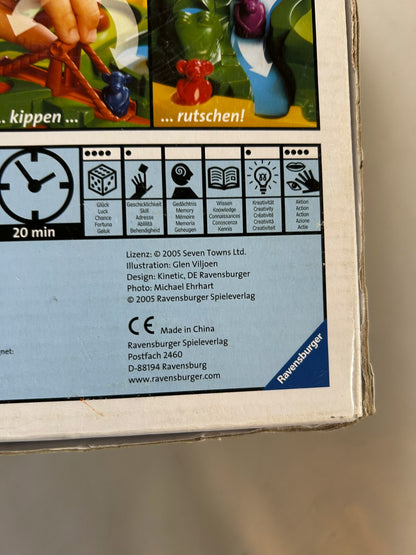 ... kippen ...
... rutschen!
20 min
Glück
Luck
Chance
Fortuna
Geluk
Geschicklichkeit
Skill
Adresse
Abilità
Behendigheid
Gedächtnis
Memory
Mémoire
Memoria
Geheugen
Wissen
Knowledge
Connaissances
Conoscenza
Kennis
Kreativität
Creativity
Créativité
Creatività
Creativiteit
Aktion
Action
Action
Azione
Actie
Lizenz: © 2005 Seven Towns Ltd.
Illustration: Glen Viljoen
Design: Kinetic, DE Ravensburger
Photo: Michael Ehrhart
© 2005 Ravensburger Spieleverlag
CE Made in China
Ravensburger Spieleverlag
Postfach 2460
D-88194 Ravensburg
www.ravensburger.com
Ravensburger
gnet: